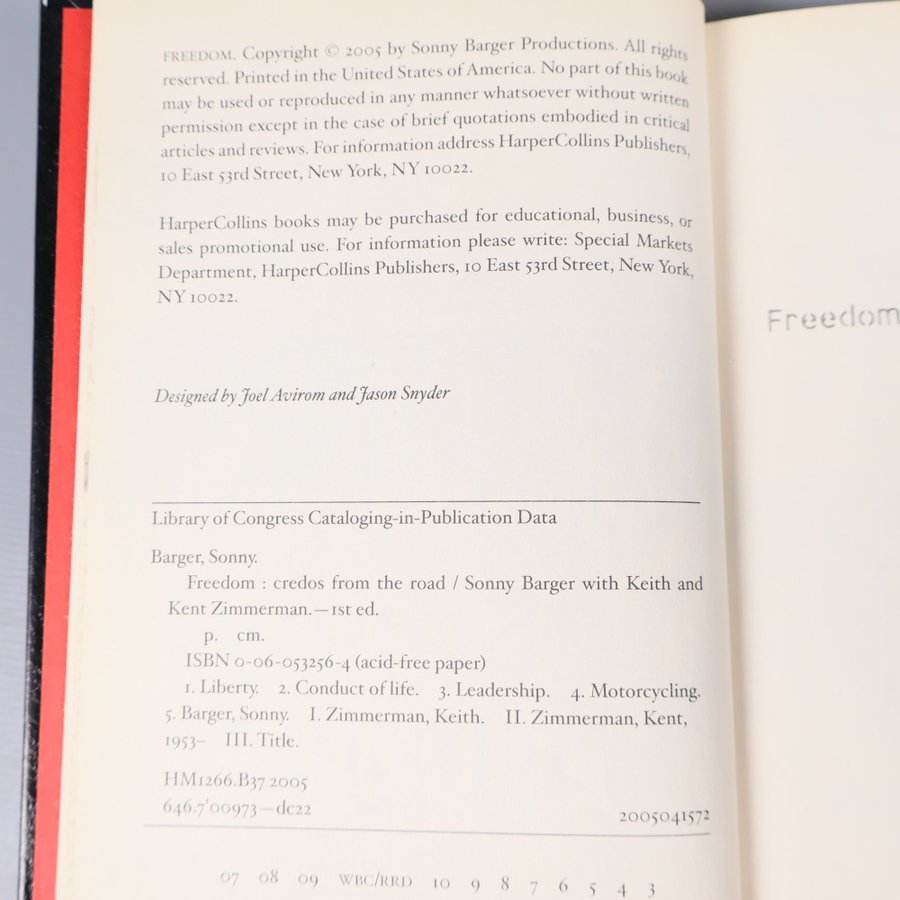 FREEDOM. Copyright © 2005 by Sonny Barger Productions. All rights
reserved. Printed in the United States of America. No part of this book
may be used or reproduced in any manner whatsoever without written
permission except in the case of brief quotations embodied in critical
articles and reviews. For information address HarperCollins Publishers,
10 East 53rd Street, New York, NY 10022.
HarperCollins books may be purchased for educational, business, or
sales promotional use. For information please write: Special Markets
Department, HarperCollins Publishers, 10 East 53rd Street, New York,
NY 10022.
Designed by Joel Avirom and Jason Snyder
Library of Congress Cataloging-in-Publication Data
Barger, Sonny.
Freedom : credos from the road / Sonny Barger with Keith and
Kent Zimmerman.—1st ed.
p. cm.
ISBN 0-06-053256-4 (acid-free paper)
1. Liberty. 2. Conduct of life. 3. Leadership. 4. Motorcycling.
5. Barger, Sonny. I. Zimmerman, Keith. II. Zimmerman, Kent,
1953– III. Title.
HM1266.B37 2005
646.7'00973—dc22
2005041572
07 08 09 WBC/RRD 10 9 8 7 6 5 4 3
Freedom